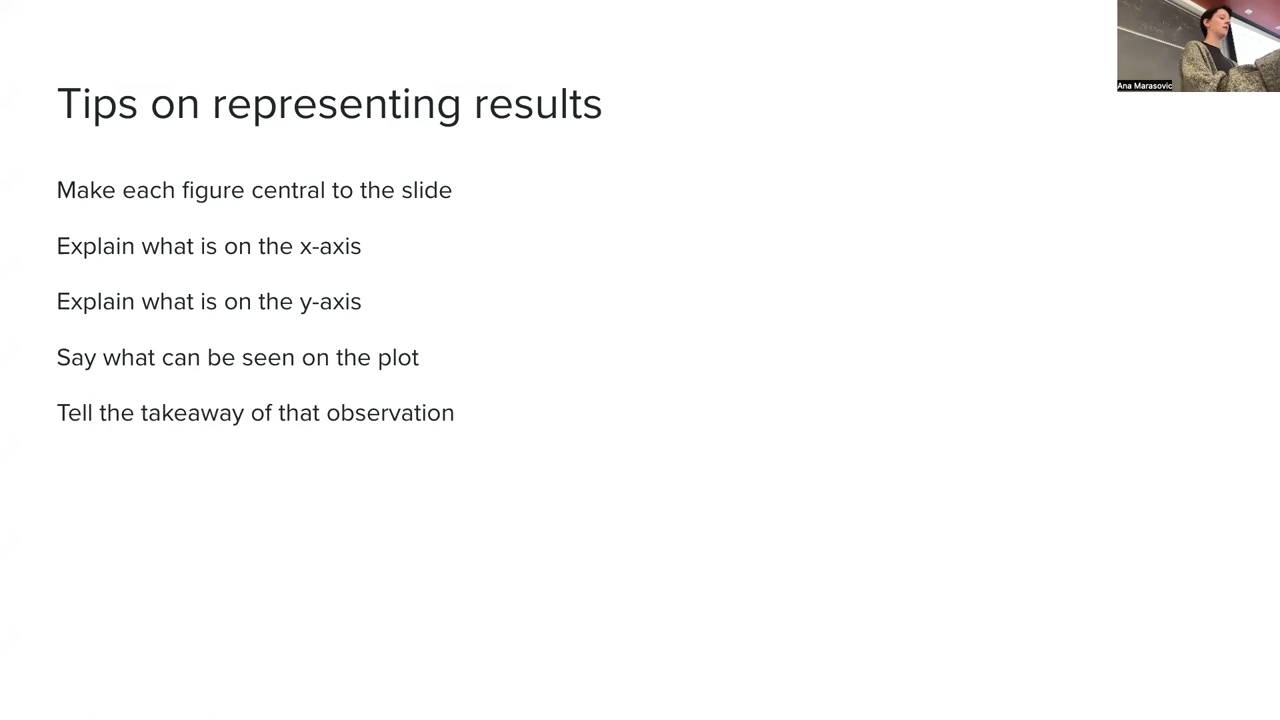 Tips on representing results
Make each figure central to the slide
Explain what is on the x-axis
Explain what is on the y-axis
Say what can be seen on the plot
Tell the takeaway of that observation
Ana Marasovic